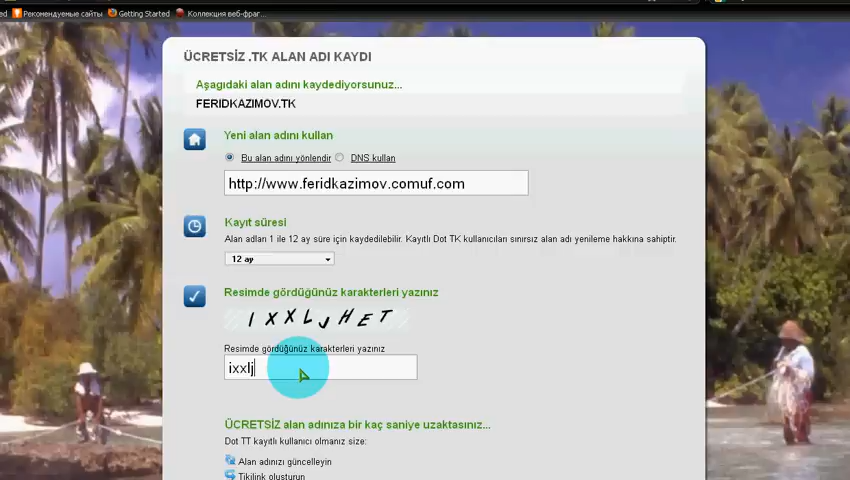 Рекомендуемые сайты Getting Started Коллекция веб-фраг...
ÜCRETSİZ .TK ALAN ADI KAYDI
Aşagıdaki alan adını kaydediyorsunuz...
FERIDKAZIMOV.TK
Yeni alan adını kullan
Bu alan adını yönlendir DNS kullan
http://www.feridkazimov.comuf.com
Kayıt süresi
Alan adları 1 ile 12 ay süre için kaydedilebilir. Kayıtlı Dot TK kullanıcıları sınırsız alan adı yenileme hakkına sahiptir.
12 ay
Resimde gördüğünüz karakterleri yazınız
IXXLJHET
Resimde gördüğünüz karakterleri yazınız
ixxlj
ÜCRETSİZ alan adınıza bir kaç saniye uzaktasınız...
Dot TT kayıtlı kullanıcı olmanız size:
Alan adınızı güncelleyin
Tikilink oluşturun